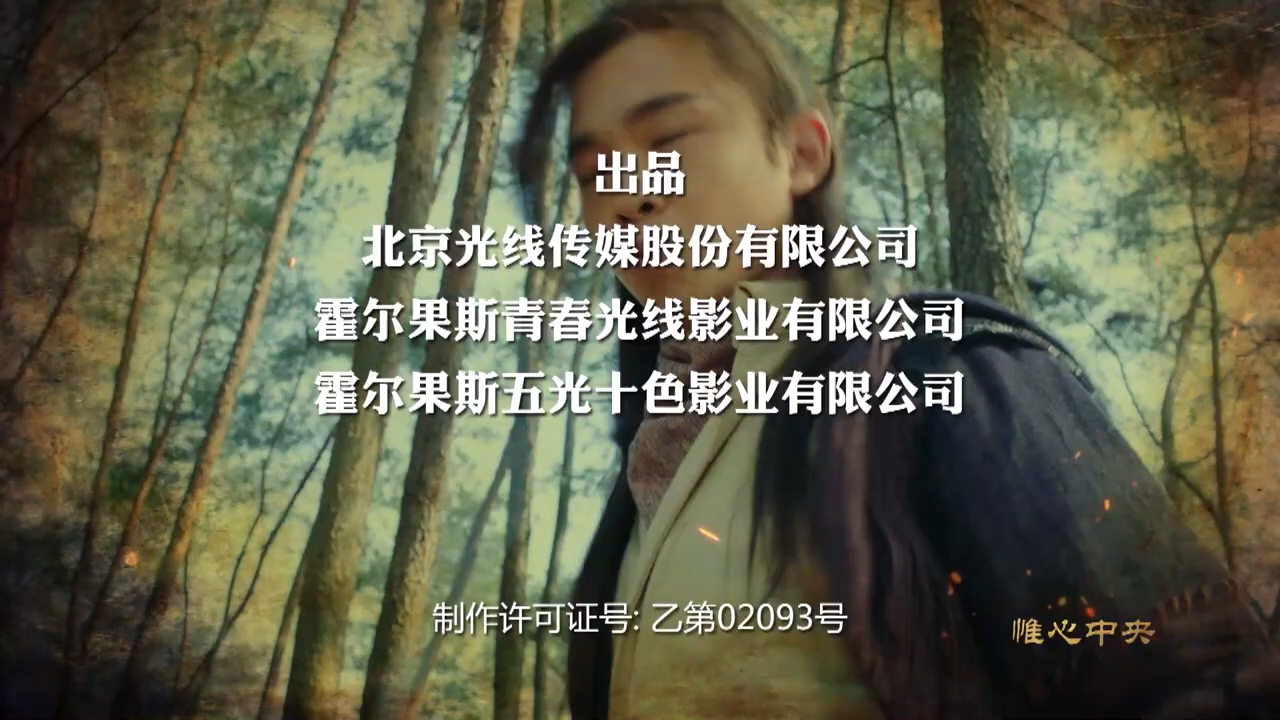 出品
北京光线传媒股份有限公司
霍尔果斯青春光线影业有限公司
霍尔果斯五光十色影业有限公司
制作许可证号: 乙第02093号
惟心中央